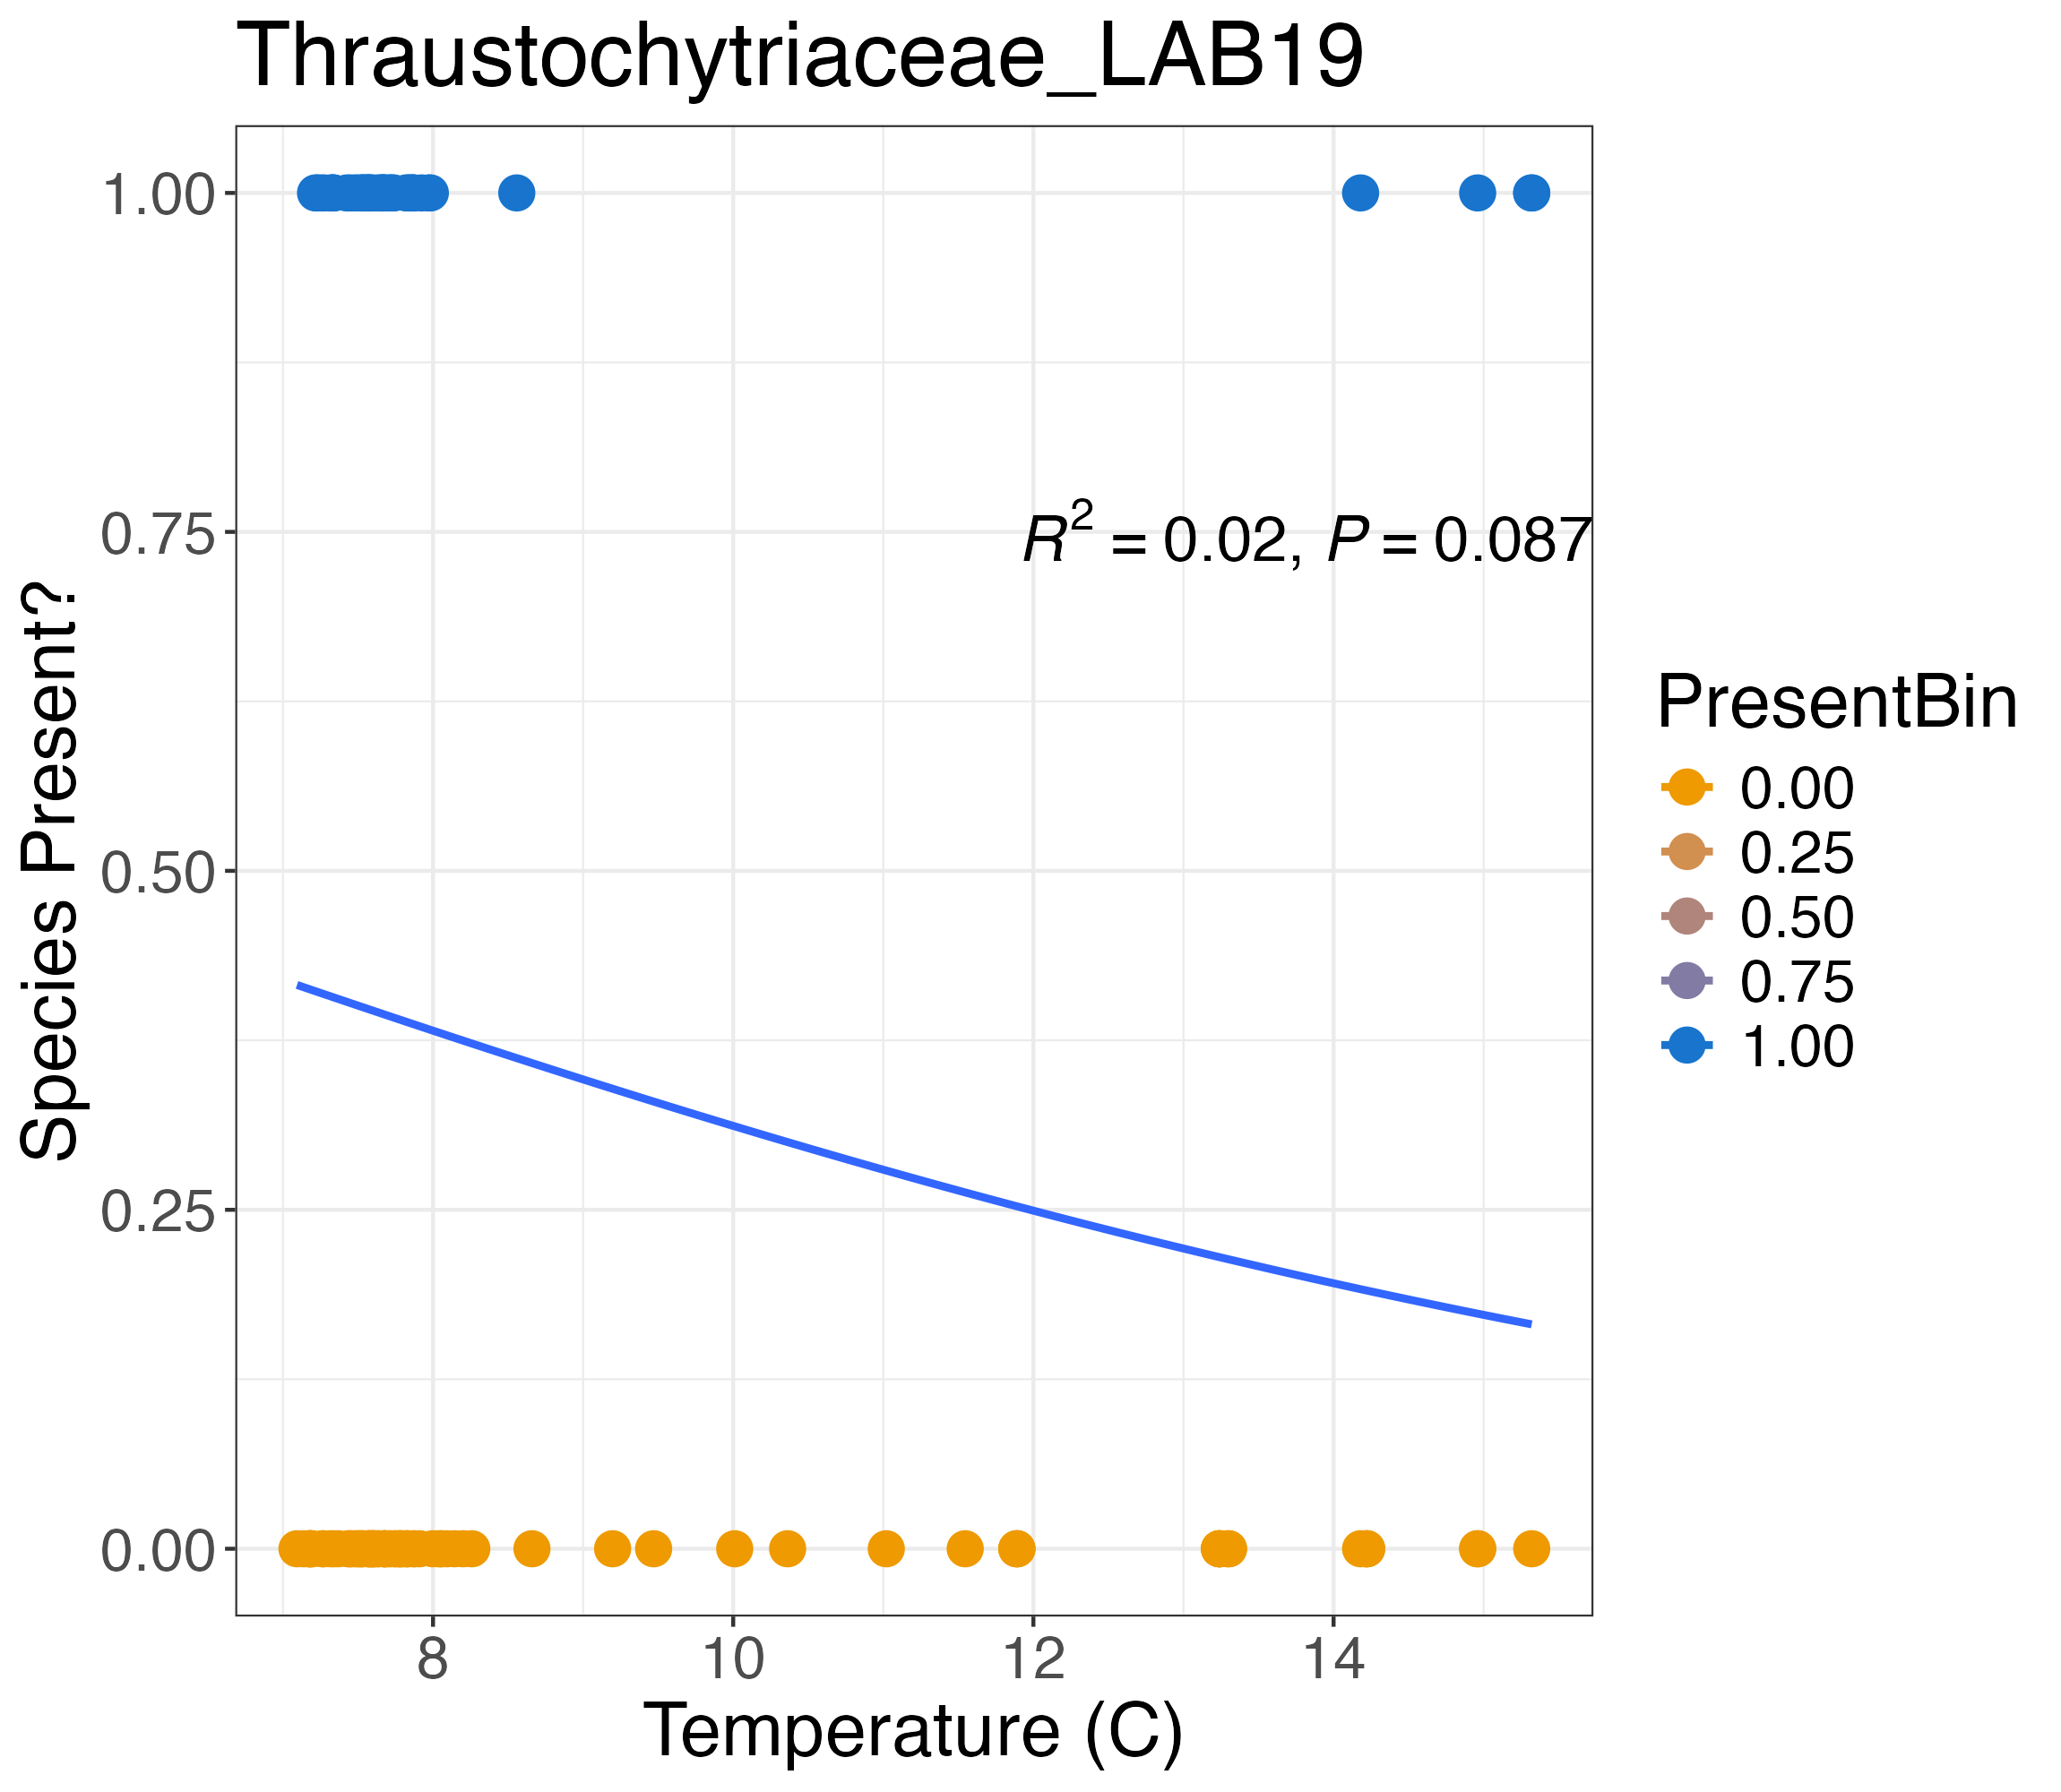 Thraustochytriaceae_LAB19
1.00
0.75
0.50
0.25
0.00
Species Present?
R² = 0.02, P = 0.087
8 10 12 14
Temperature (C)
PresentBin
0.00
0.25
0.50
0.75
1.00